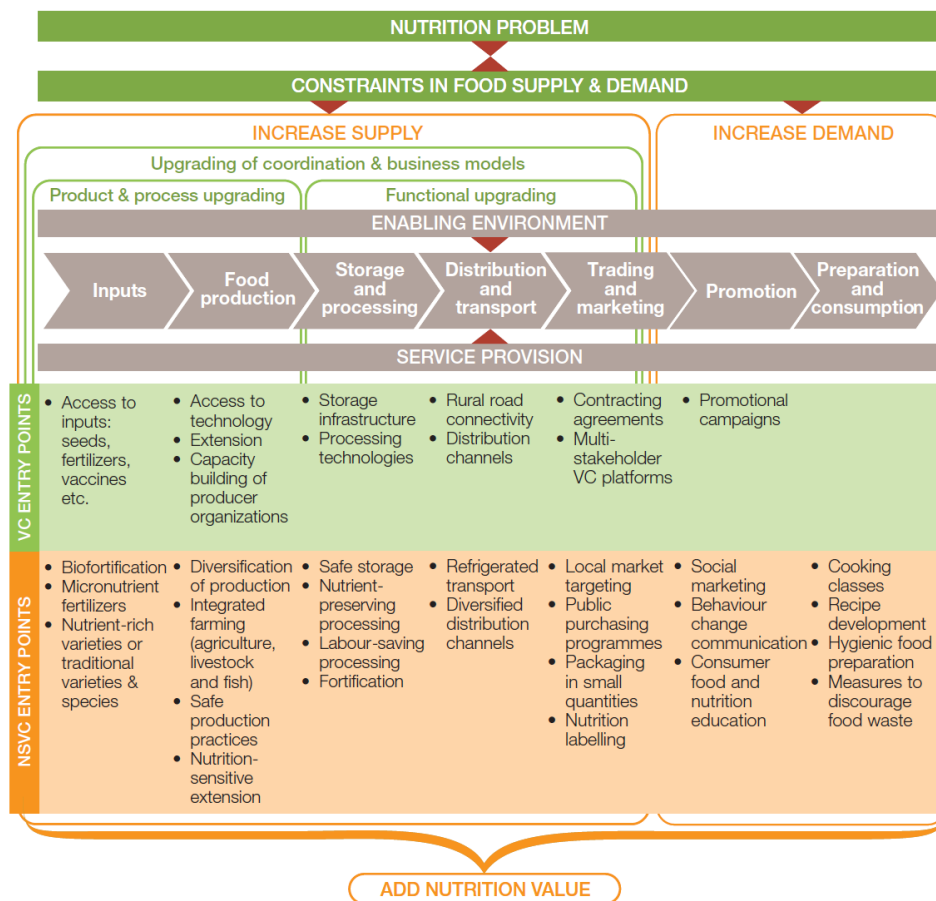 NUTRITION PROBLEM
CONSTRAINTS IN FOOD SUPPLY & DEMAND
INCREASE SUPPLY
INCREASE DEMAND
Upgrading of coordination & business models
Product & process upgrading
Functional upgrading
ENABLING ENVIRONMENT
Inputs
Food
production
Storage
and
processing
Distribution
and
transport
Trading
and
marketing
Promotion
Preparation
and
consumption
SERVICE PROVISION
VC ENTRY POINTS
• Access to
inputs:
seeds,
fertilizers,
vaccines
etc.
• Access to
technology
• Extension
• Capacity
building of
producer
organizations
• Storage
infrastructure
• Processing
technologies
• Rural road
connectivity
• Distribution
channels
• Contracting
agreements
• Multi-
stakeholder
VC platforms
• Promotional
campaigns
NSVC ENTRY POINTS
• Biofortification
• Micronutrient
fertilizers
• Nutrient-rich
varieties or
traditional
varieties &
species
• Diversification
of production
• Integrated
farming
(agriculture,
livestock
and fish)
• Safe
production
practices
• Nutrition-
sensitive
extension
• Safe storage
• Nutrient-
preserving
processing
• Labour-saving
processing
• Fortification
• Refrigerated
transport
• Diversified
distribution
channels
• Local market
targeting
• Public
purchasing
programmes
• Packaging
in small
quantities
• Nutrition
labelling
• Social
marketing
• Behaviour
change
communication
• Consumer
food and
nutrition
education
• Cooking
classes
• Recipe
development
• Hygienic food
preparation
• Measures to
discourage
food waste
ADD NUTRITION VALUE